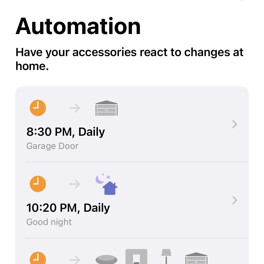 Automation
Have your accessories react to changes at
home.
8:30 PM, Daily
Garage Door
10:20 PM, Daily
Good night